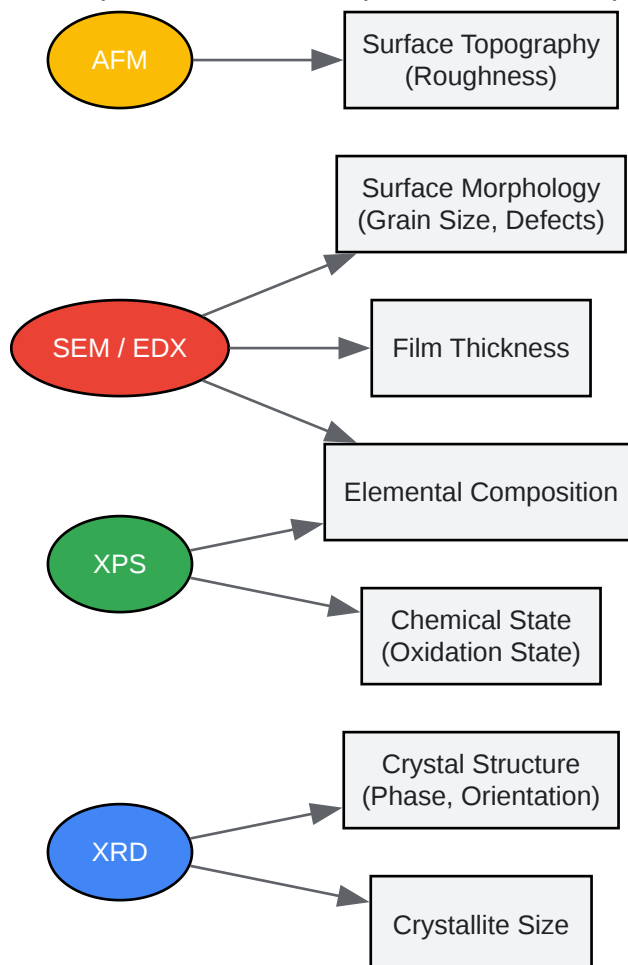 AFM
Surface Topography
(Roughness)
Surface Morphology
(Grain Size, Defects)
SEM / EDX
Film Thickness
Elemental Composition
XPS
Chemical State
(Oxidation State)
Crystal Structure
(Phase, Orientation)
XRD
Crystallite Size